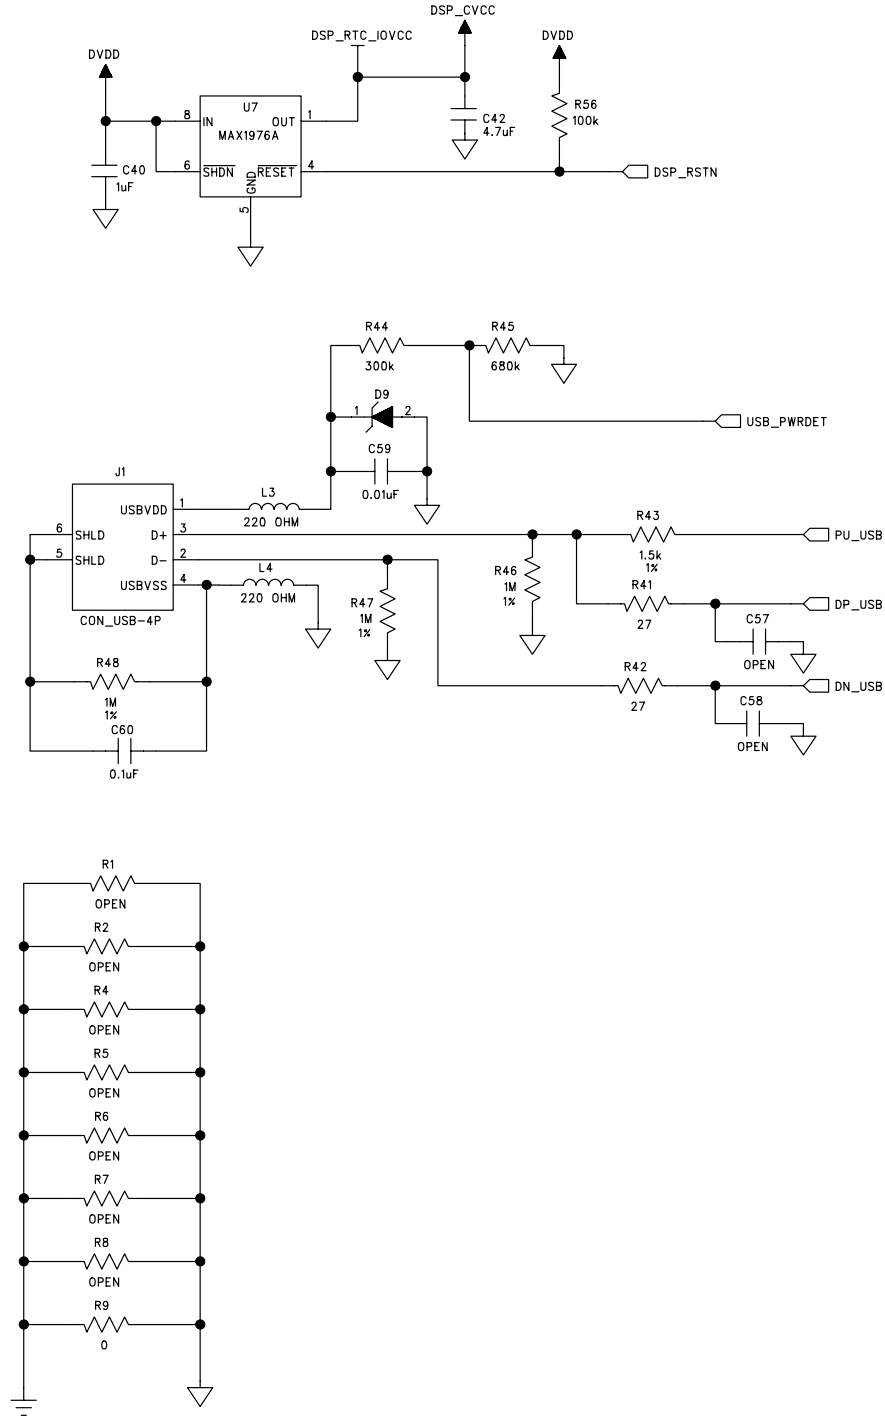 DSP_CVCC
DSP_RTC_IOVCC
DVDD
DVDD
U7
8 IN OUT 1
MAX1976A
C42
4.7uF
R56
100k
C40
1uF
6 SHDN RESET 4
GND
5
DSP_RSTN
R44
300k
R45
680k
D9
1 2
USB_PWRDET
C59
0.01uF
J1
USBVDD 1
L3
220 OHM
6 SHLD D+ 3
5 SHLD D- 2
USBVSS 4
L4
220 OHM
CON_USB-4P
R43
1.5k
1%
PU_USB
R46
1M
1%
R41
27
DP_USB
R47
1M
1%
C57
OPEN
R48
1M
1%
R42
27
DN_USB
C58
OPEN
C60
0.1uF
R1
OPEN
R2
OPEN
R4
OPEN
R5
OPEN
R6
OPEN
R7
OPEN
R8
OPEN
R9
0